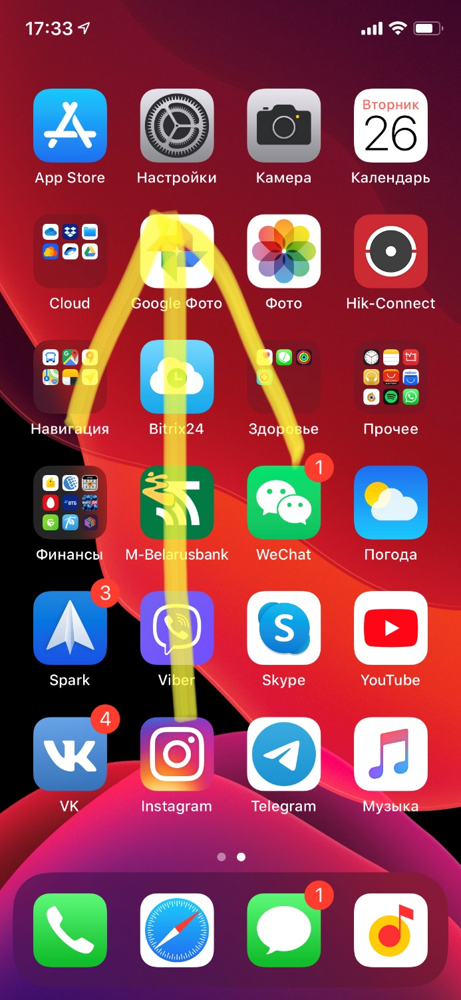 17:33
Вторник
26
App Store Настройки Камера Календарь
Cloud Google Фото Фото Hik-Connect
Навигация Bitrix24 Здоровье Прочее
1
ВТБ
Финансы M-Belarusbank WeChat Погода
3
S
Spark Viber Skype YouTube
4
VK Instagram Telegram Музыка
1